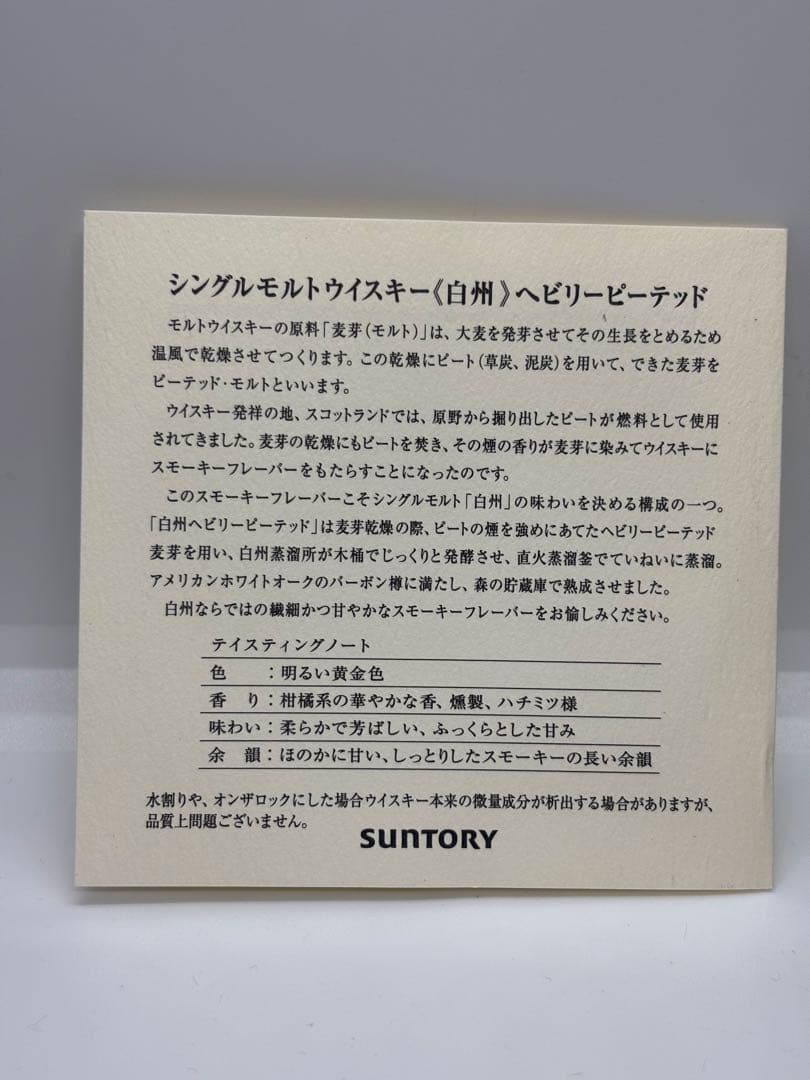 シングルモルトウイスキー《白州》ヘビリーピーテッド
モルトウイスキーの原料「麦芽(モルト)」は、大麦を発芽させてその生長をとめるため
温風で乾燥させてつくります。この乾燥にピート(草炭、泥炭)を用いて、できた麦芽を
ピーテッド・モルトといいます。
ウイスキー発祥の地、スコットランドでは、原野から掘り出したピートが燃料として使用
されてきました。麦芽の乾燥にもピートを焚き、その煙の香りが麦芽に染みてウイスキーに
スモーキーフレーバーをもたらすことになったのです。
このスモーキーフレーバーこそシングルモルト「白州」の味わいを決める構成の一つ。
「白州ヘビリーピーテッド」は麦芽乾燥の際、ピートの煙を強めにあてたヘビリーピーテッド
麦芽を用い、白州蒸溜所が木桶でじっくりと発酵させ、直火蒸溜釜でていねいに蒸溜。
アメリカンホワイトオークのバーボン樽に満たし、森の貯蔵庫で熟成させました。
白州ならではの繊細かつ甘やかなスモーキーフレーバーをお愉しみください。
テイスティングノート
色 ：明るい黄金色
香 り：柑橘系の華やかな香、燻製、ハチミツ様
味わい：柔らかで芳ばしい、ふっくらとした甘み
余 韻：ほのかに甘い、しっとりしたスモーキーの長い余韻
水割りや、オンザロックにした場合ウイスキー本来の微量成分が析出する場合がありますが、
品質上問題ございません。
SUNTORY